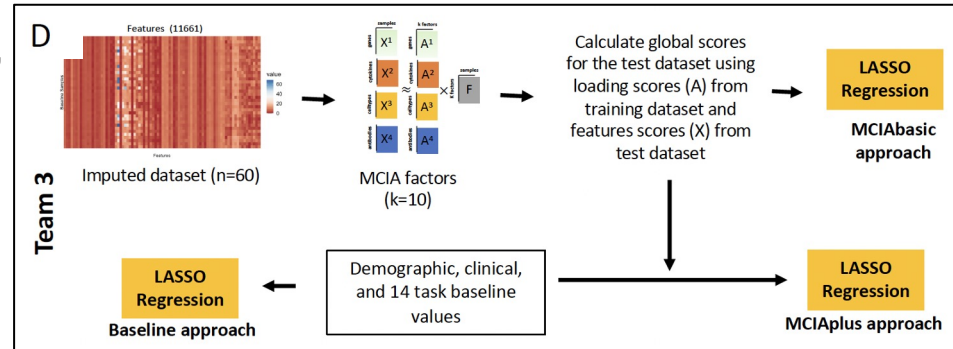 D
Team 3
Features (11661)
Baseline Samples
Features
value
60
40
20
0
Imputed dataset (n=60)
samples
genes
X¹
cytokines
X²
celltypes
X³
antibodies
X⁴
≈
k factors
genes
A¹
cytokines
A²
celltypes
A³
antibodies
A⁴
×
samples
K factors
F
MCIA factors
(k=10)
Calculate global scores
for the test dataset using
loading scores (A) from
training dataset and
features scores (X) from
test dataset
LASSO
Regression
MCIAbasic
approach
LASSO
Regression
Baseline approach
Demographic, clinical,
and 14 task baseline
values
LASSO
Regression
MCIAplus approach